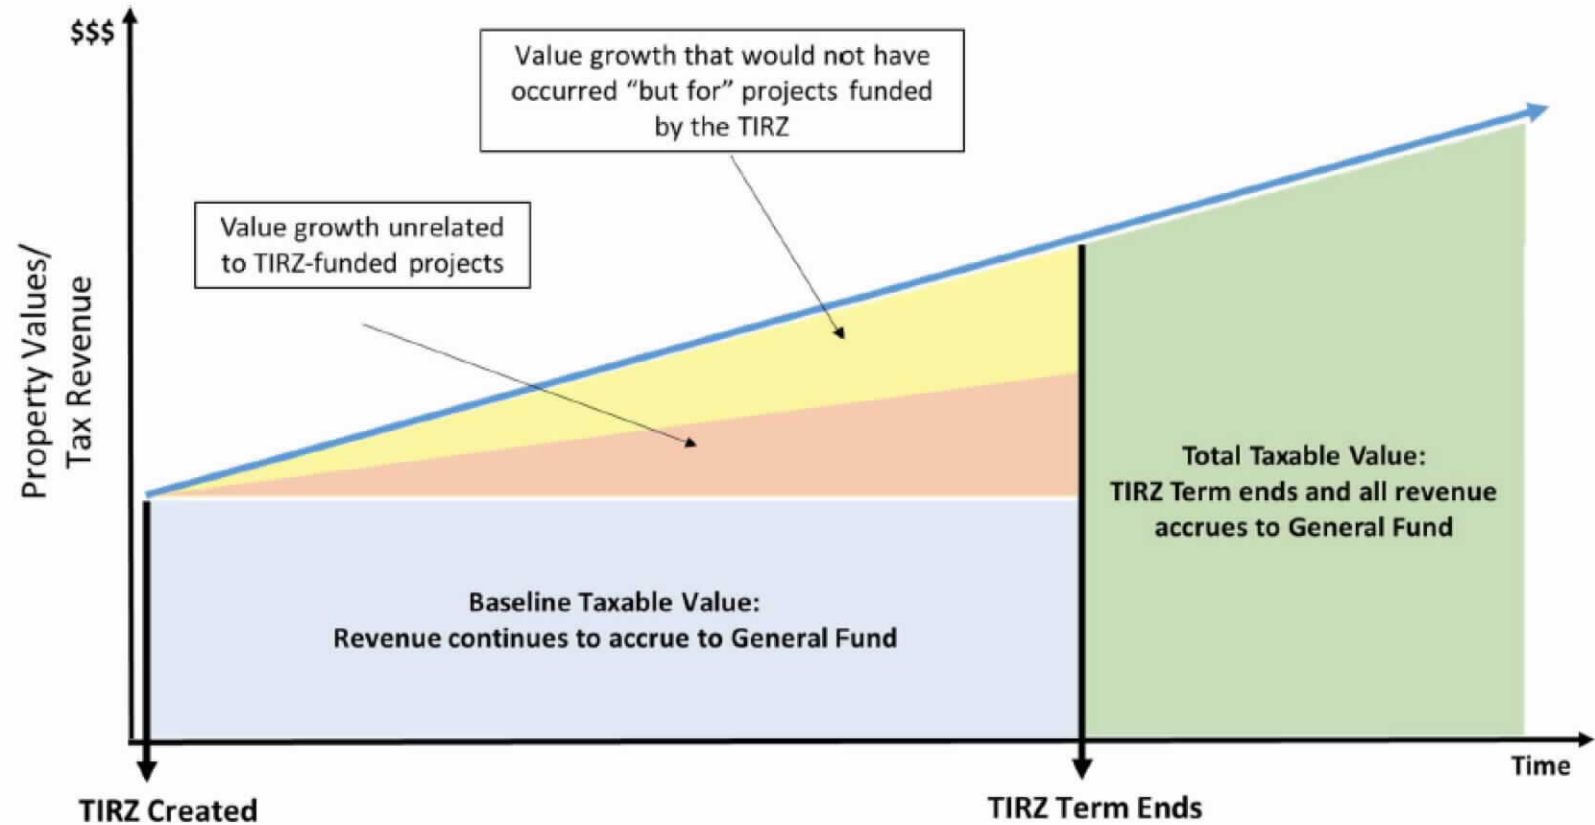 $$$
Value growth that would not have
occurred “but for” projects funded
by the TIRZ
Value growth unrelated
to TIRZ-funded projects
Property Values/
Tax Revenue
Total Taxable Value:
TIRZ Term ends and all revenue
accrues to General Fund
Baseline Taxable Value:
Revenue continues to accrue to General Fund
Time
TIRZ Created
TIRZ Term Ends